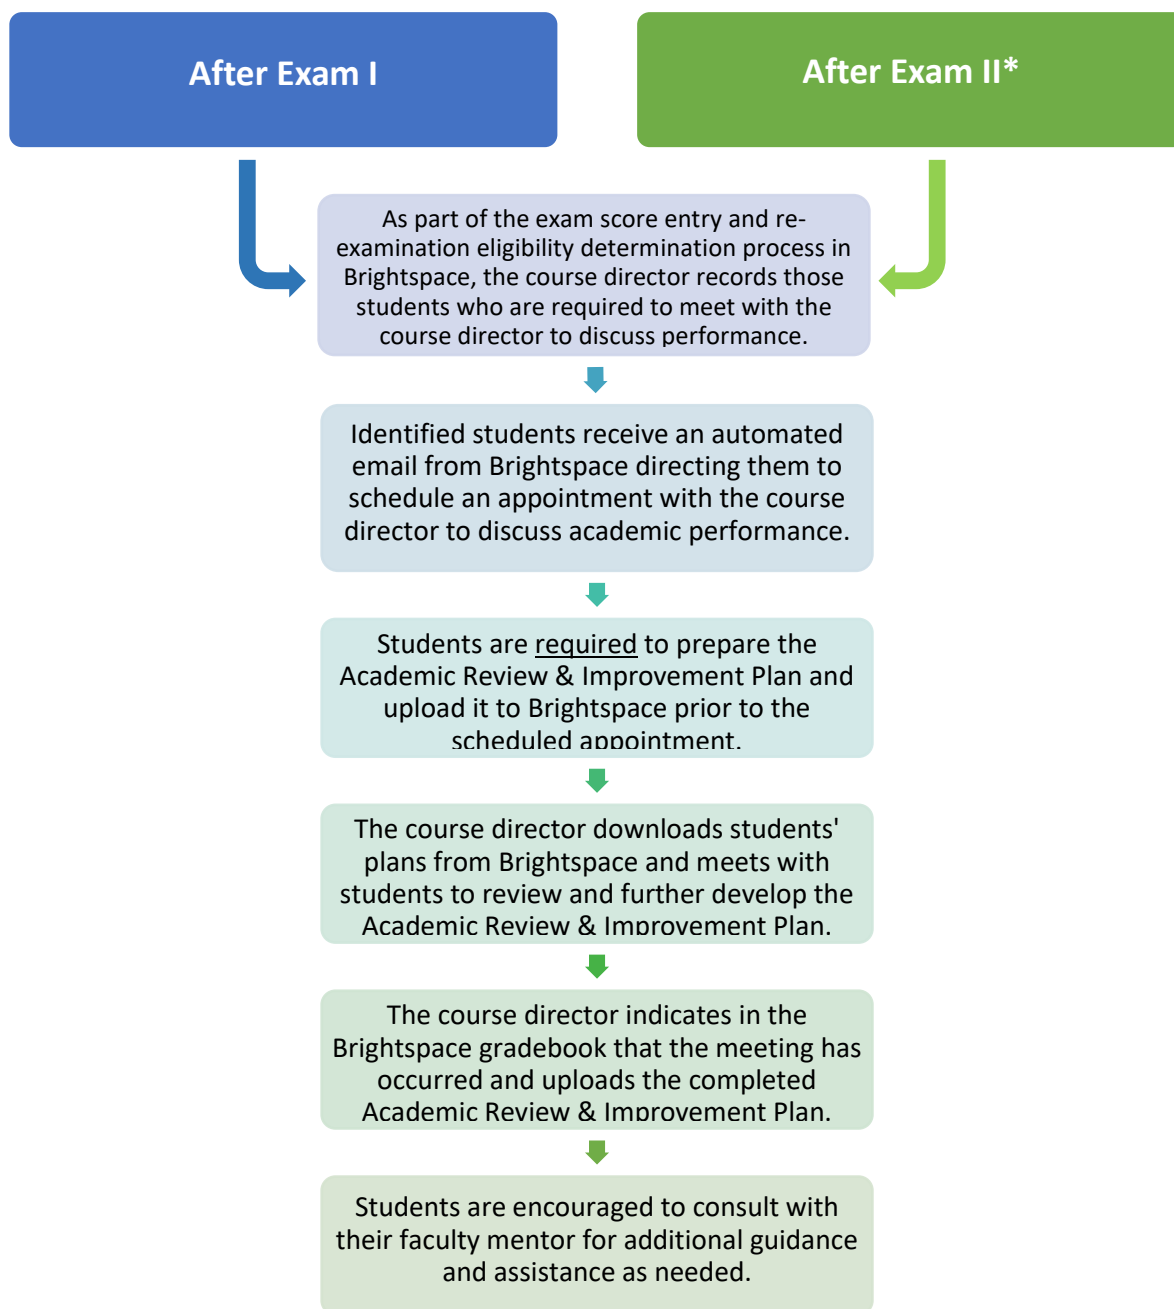 After Exam I
After Exam II*
As part of the exam score entry and re-
examination eligibility determination process in
Brightspace, the course director records those
students who are required to meet with the
course director to discuss performance.
Identified students receive an automated
email from Brightspace directing them to
schedule an appointment with the course
director to discuss academic performance.
Students are required to prepare the
Academic Review & Improvement Plan and
upload it to Brightspace prior to the
scheduled appointment.
The course director downloads students'
plans from Brightspace and meets with
students to review and further develop the
Academic Review & Improvement Plan.
The course director indicates in the
Brightspace gradebook that the meeting has
occurred and uploads the completed
Academic Review & Improvement Plan.
Students are encouraged to consult with
their faculty mentor for additional guidance
and assistance as needed.